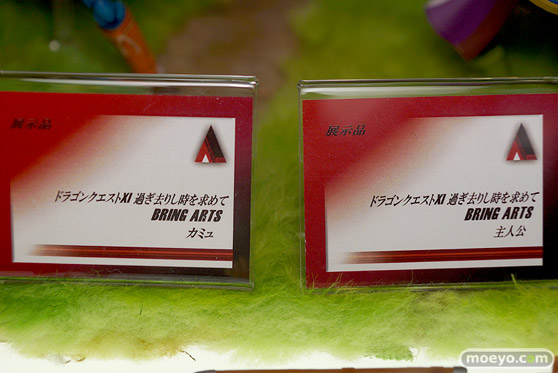 展示品
ドラゴンクエストXI 過ぎ去りし時を求めて
BRING ARTS
カミュ
展示品
ドラゴンクエストXI 過ぎ去りし時を求めて
BRING ARTS
主人公
moeyo.com